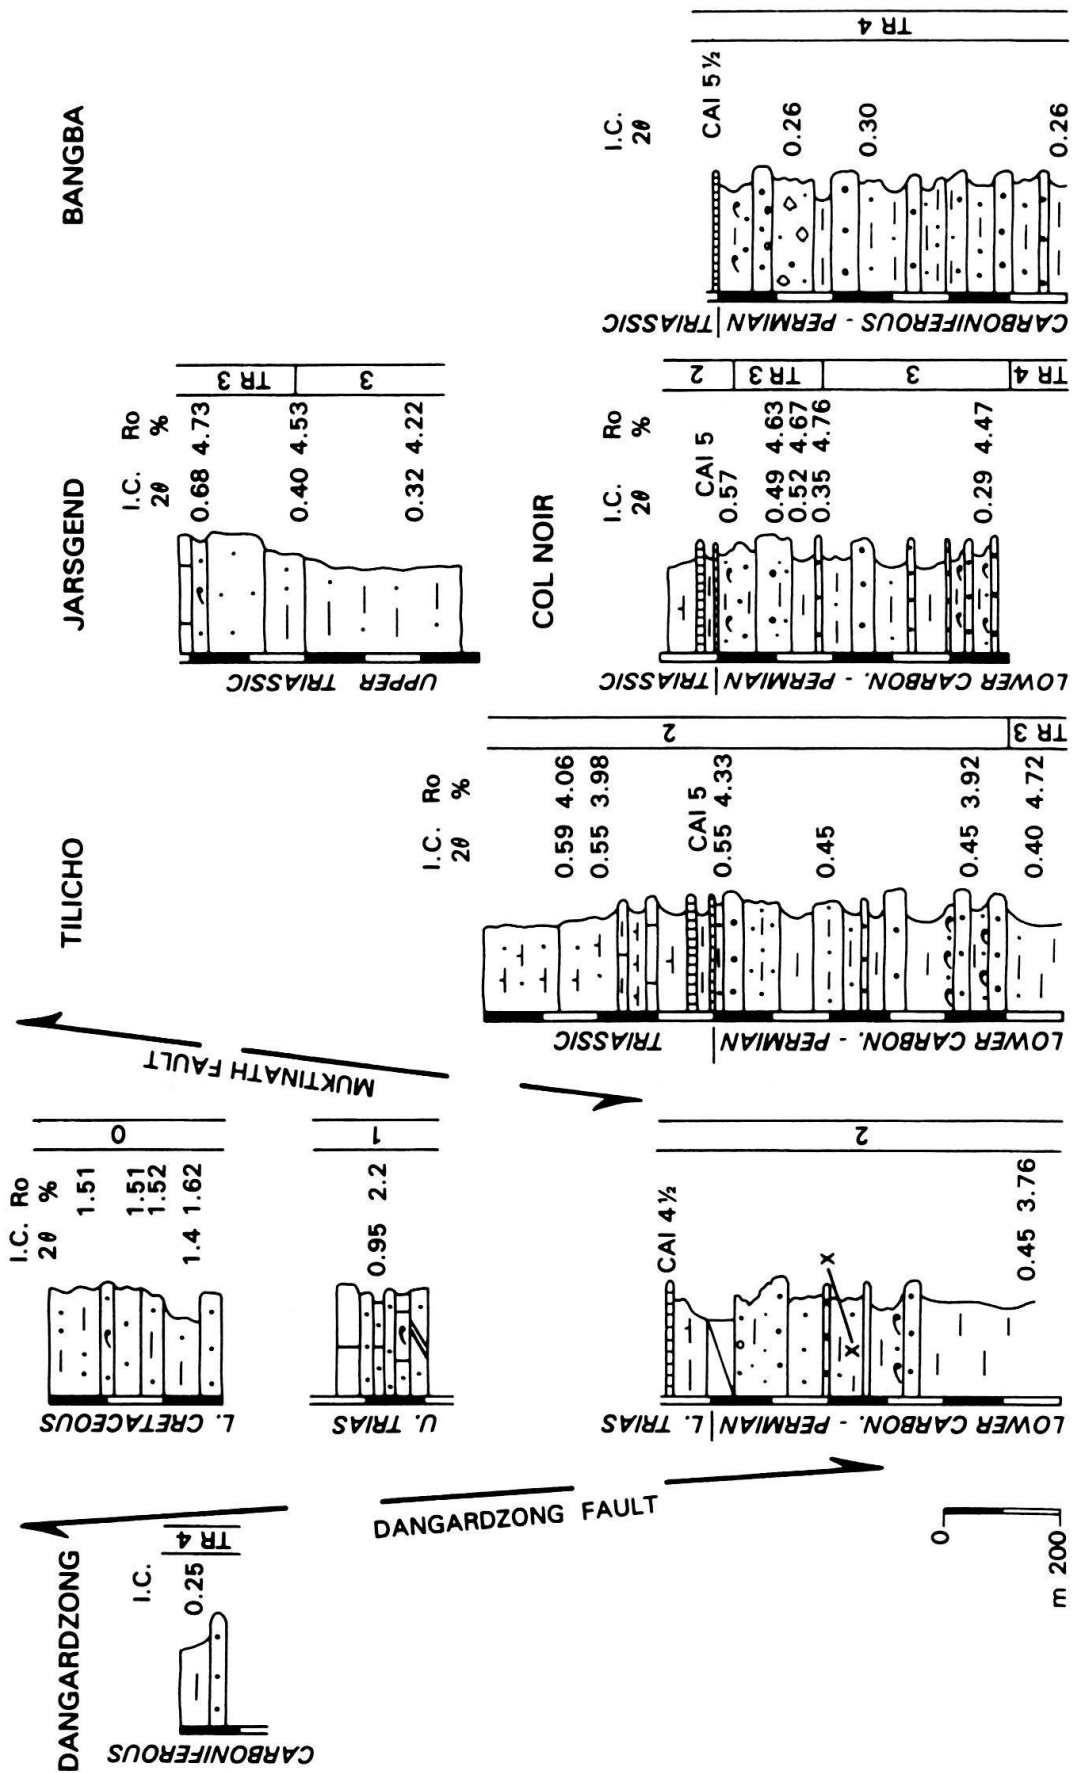 DANGARDZONG
TILICHO
JARSGEND
BANGBA
I.C.
0.25
TR 4
CARBONIFEROUS
DANGARDZONG FAULT
I.C. Ro
2θ %
1.51
1.51
1.52
1.4 1.62
0
L. CRETACEOUS
0.95 2.2
1
U. TRIAS
CAI 4½
X
X
0.45 3.76
2
L. TRIAS
LOWER CARBON. - PERMIAN
MUKTINATH FAULT
I.C. Ro
2θ %
0.59 4.06
0.55 3.98
CAI 5
0.55 4.33
0.45
0.45 3.92
0.40 4.72
2
TR 3
TRIASSIC
LOWER CARBON. - PERMIAN
I.C. Ro
2θ %
0.68 4.73
0.40 4.53
0.32 4.22
TR 3
3
UPPER TRIASSIC
COL NOIR
I.C. Ro
2θ %
CAI 5
0.57
0.49 4.63
0.52 4.67
0.35 4.76
0.29 4.47
2
TR 3
3
TR 4
TRIASSIC
LOWER CARBON. - PERMIAN
I.C.
2θ
CAI 5½
0.26
0.30
0.26
TR 4
TRIASSIC
CARBONIFEROUS - PERMIAN
0
m 200